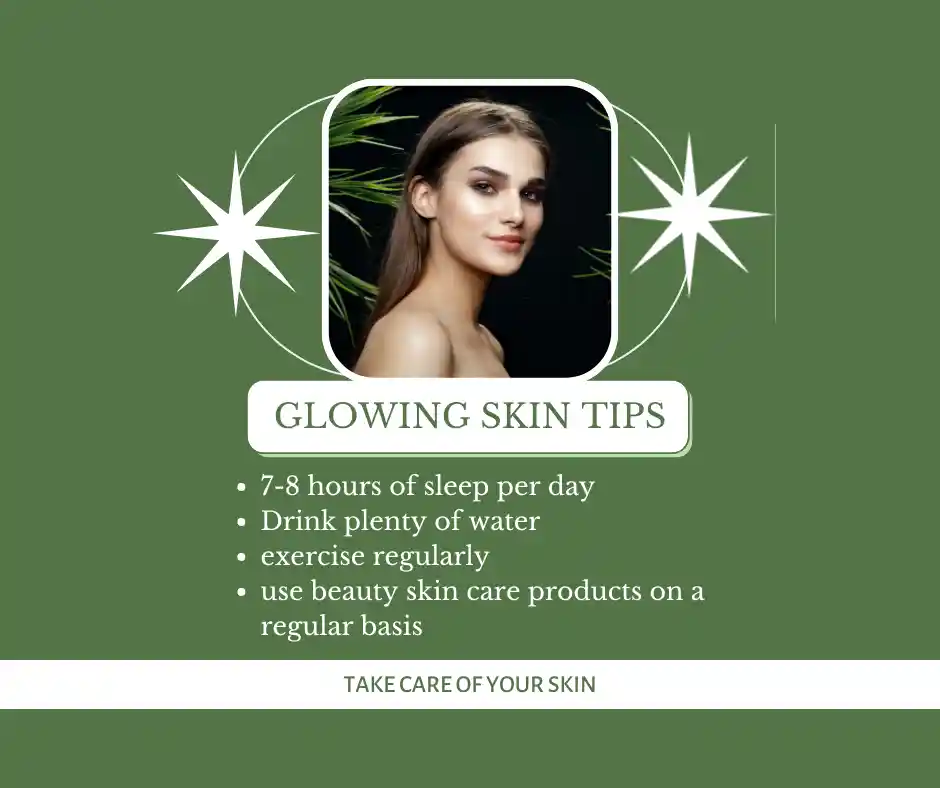 GLOWING SKIN TIPS
• 7-8 hours of sleep per day
• Drink plenty of water
• exercise regularly
• use beauty skin care products on a
regular basis
TAKE CARE OF YOUR SKIN